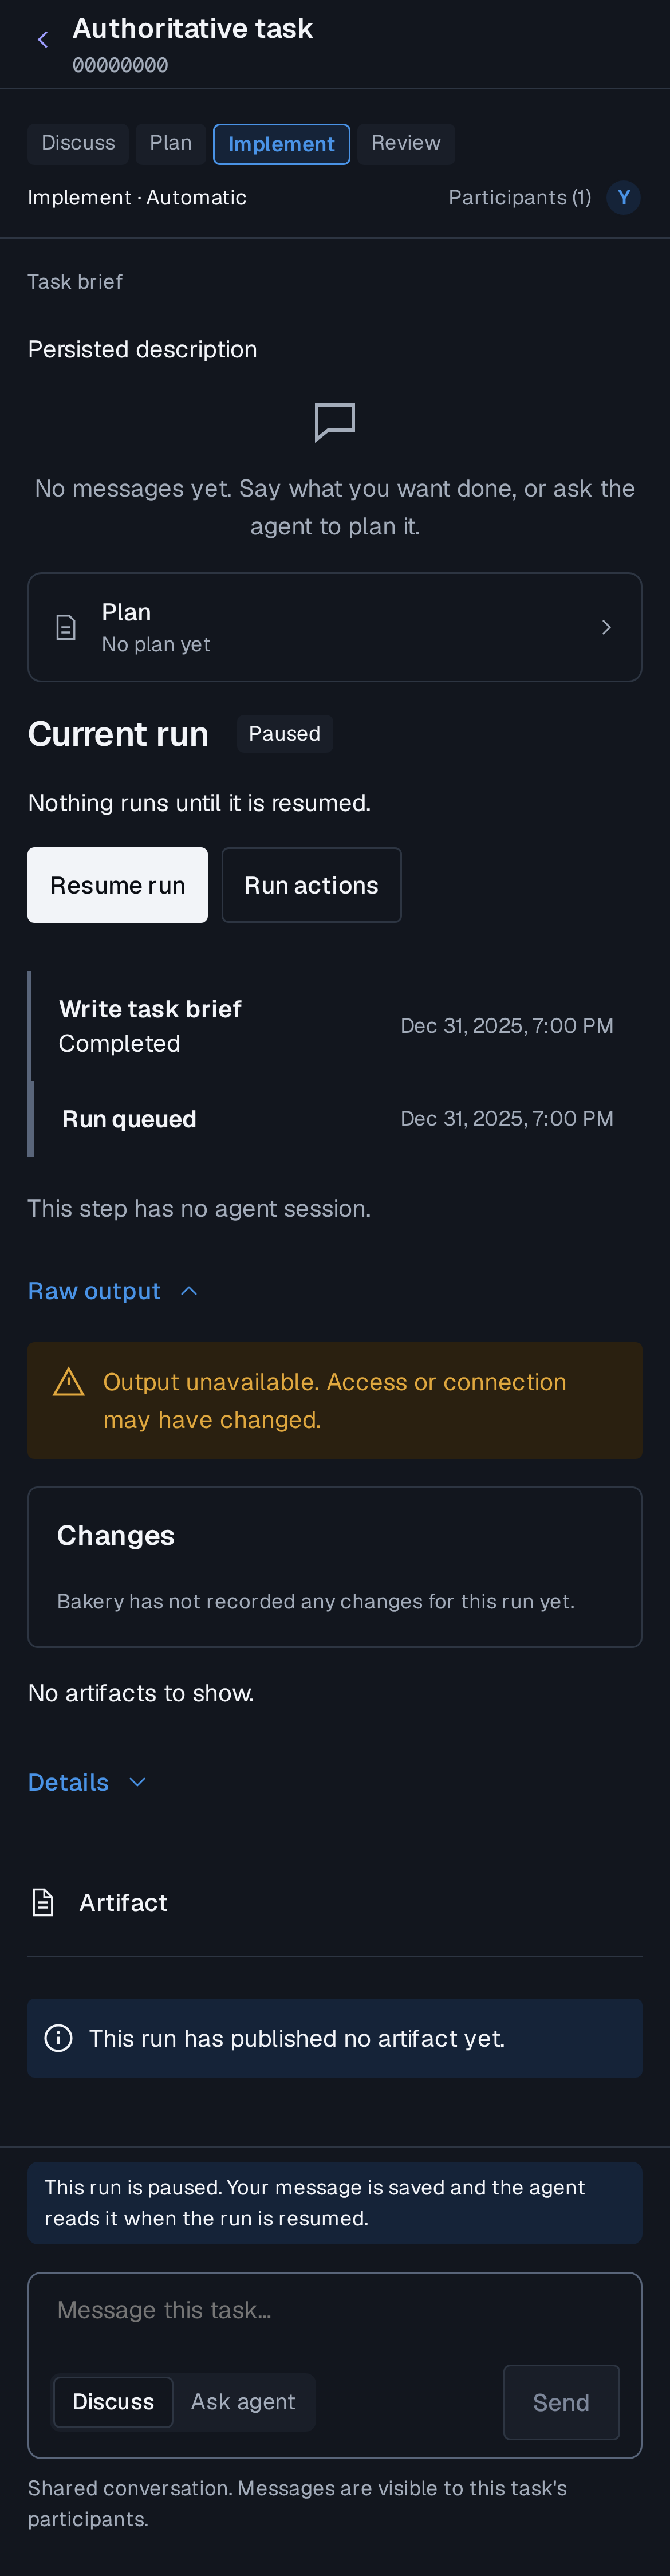 Authoritative task
00000000
Discuss
Plan
Implement
Review
Implement · Automatic
Participants (1)
Y
Task brief
Persisted description
No messages yet. Say what you want done, or ask the
agent to plan it.
Plan
No plan yet
Current run
Paused
Nothing runs until it is resumed.
Resume run
Run actions
Write task brief
Completed
Dec 31, 2025, 7:00 PM
Run queued
Dec 31, 2025, 7:00 PM
This step has no agent session.
Raw output
Output unavailable. Access or connection
may have changed.
Changes
Bakery has not recorded any changes for this run yet.
No artifacts to show.
Details
Artifact
This run has published no artifact yet.
This run is paused. Your message is saved and the agent
reads it when the run is resumed.
Message this task…
Discuss
Ask agent
Send
Shared conversation. Messages are visible to this task's
participants.